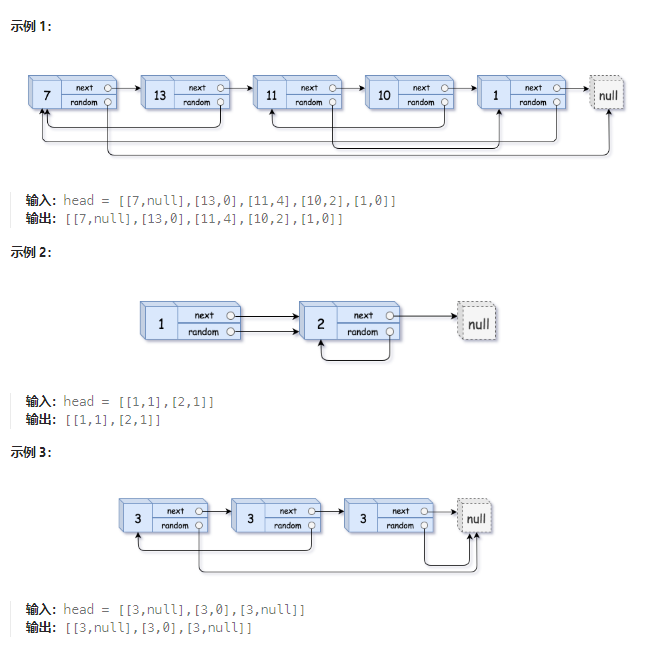 示例 1：
next next next next next
7 13 11 10 1 null
random random random random random
输入：head = [[7,null],[13,0],[11,4],[10,2],[1,0]]
输出：[[7,null],[13,0],[11,4],[10,2],[1,0]]
示例 2：
next next
1 2 null
random random
输入：head = [[1,1],[2,1]]
输出：[[1,1],[2,1]]
示例 3：
next next next
3 3 3 null
random random random
输入：head = [[3,null],[3,0],[3,null]]
输出：[[3,null],[3,0],[3,null]]